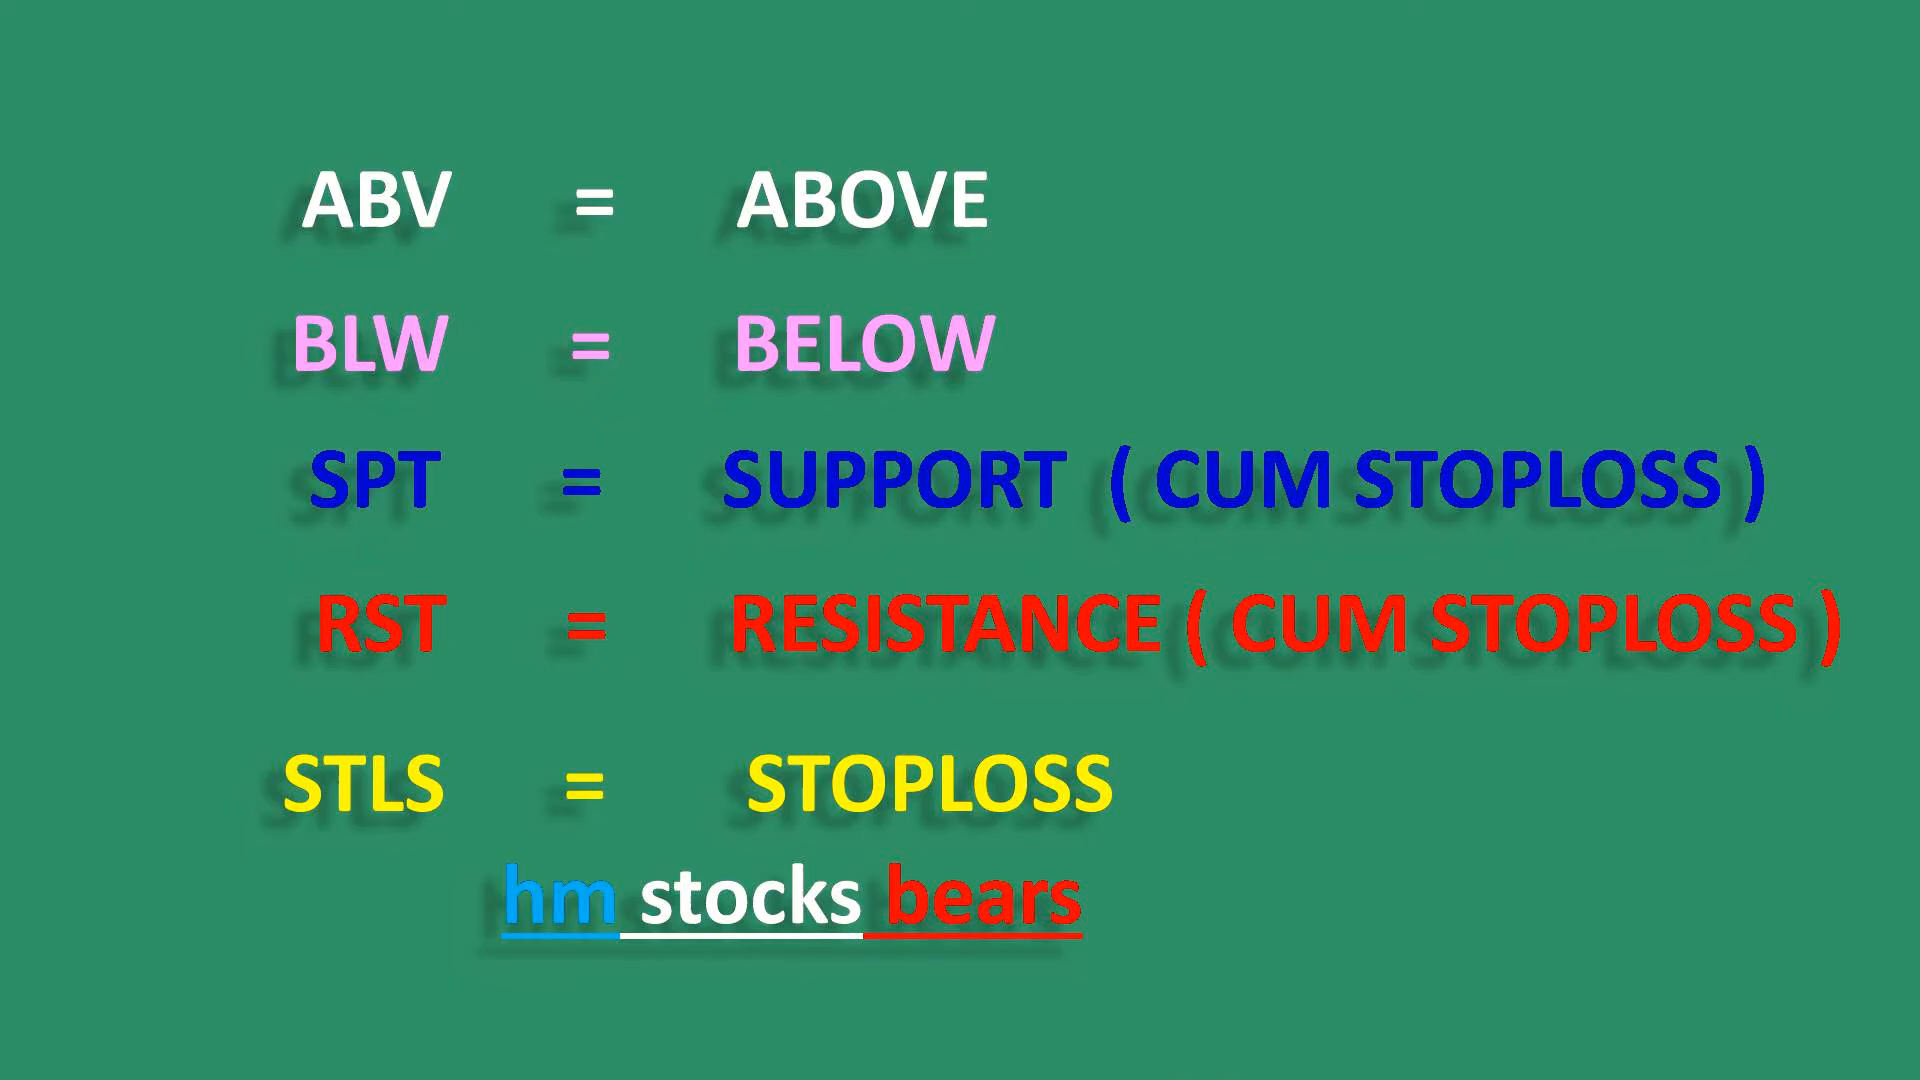 ABV = ABOVE
BLW = BELOW
SPT = SUPPORT ( CUM STOPLOSS )
RST = RESISTANCE ( CUM STOPLOSS )
STLS = STOPLOSS
hm stocks bears